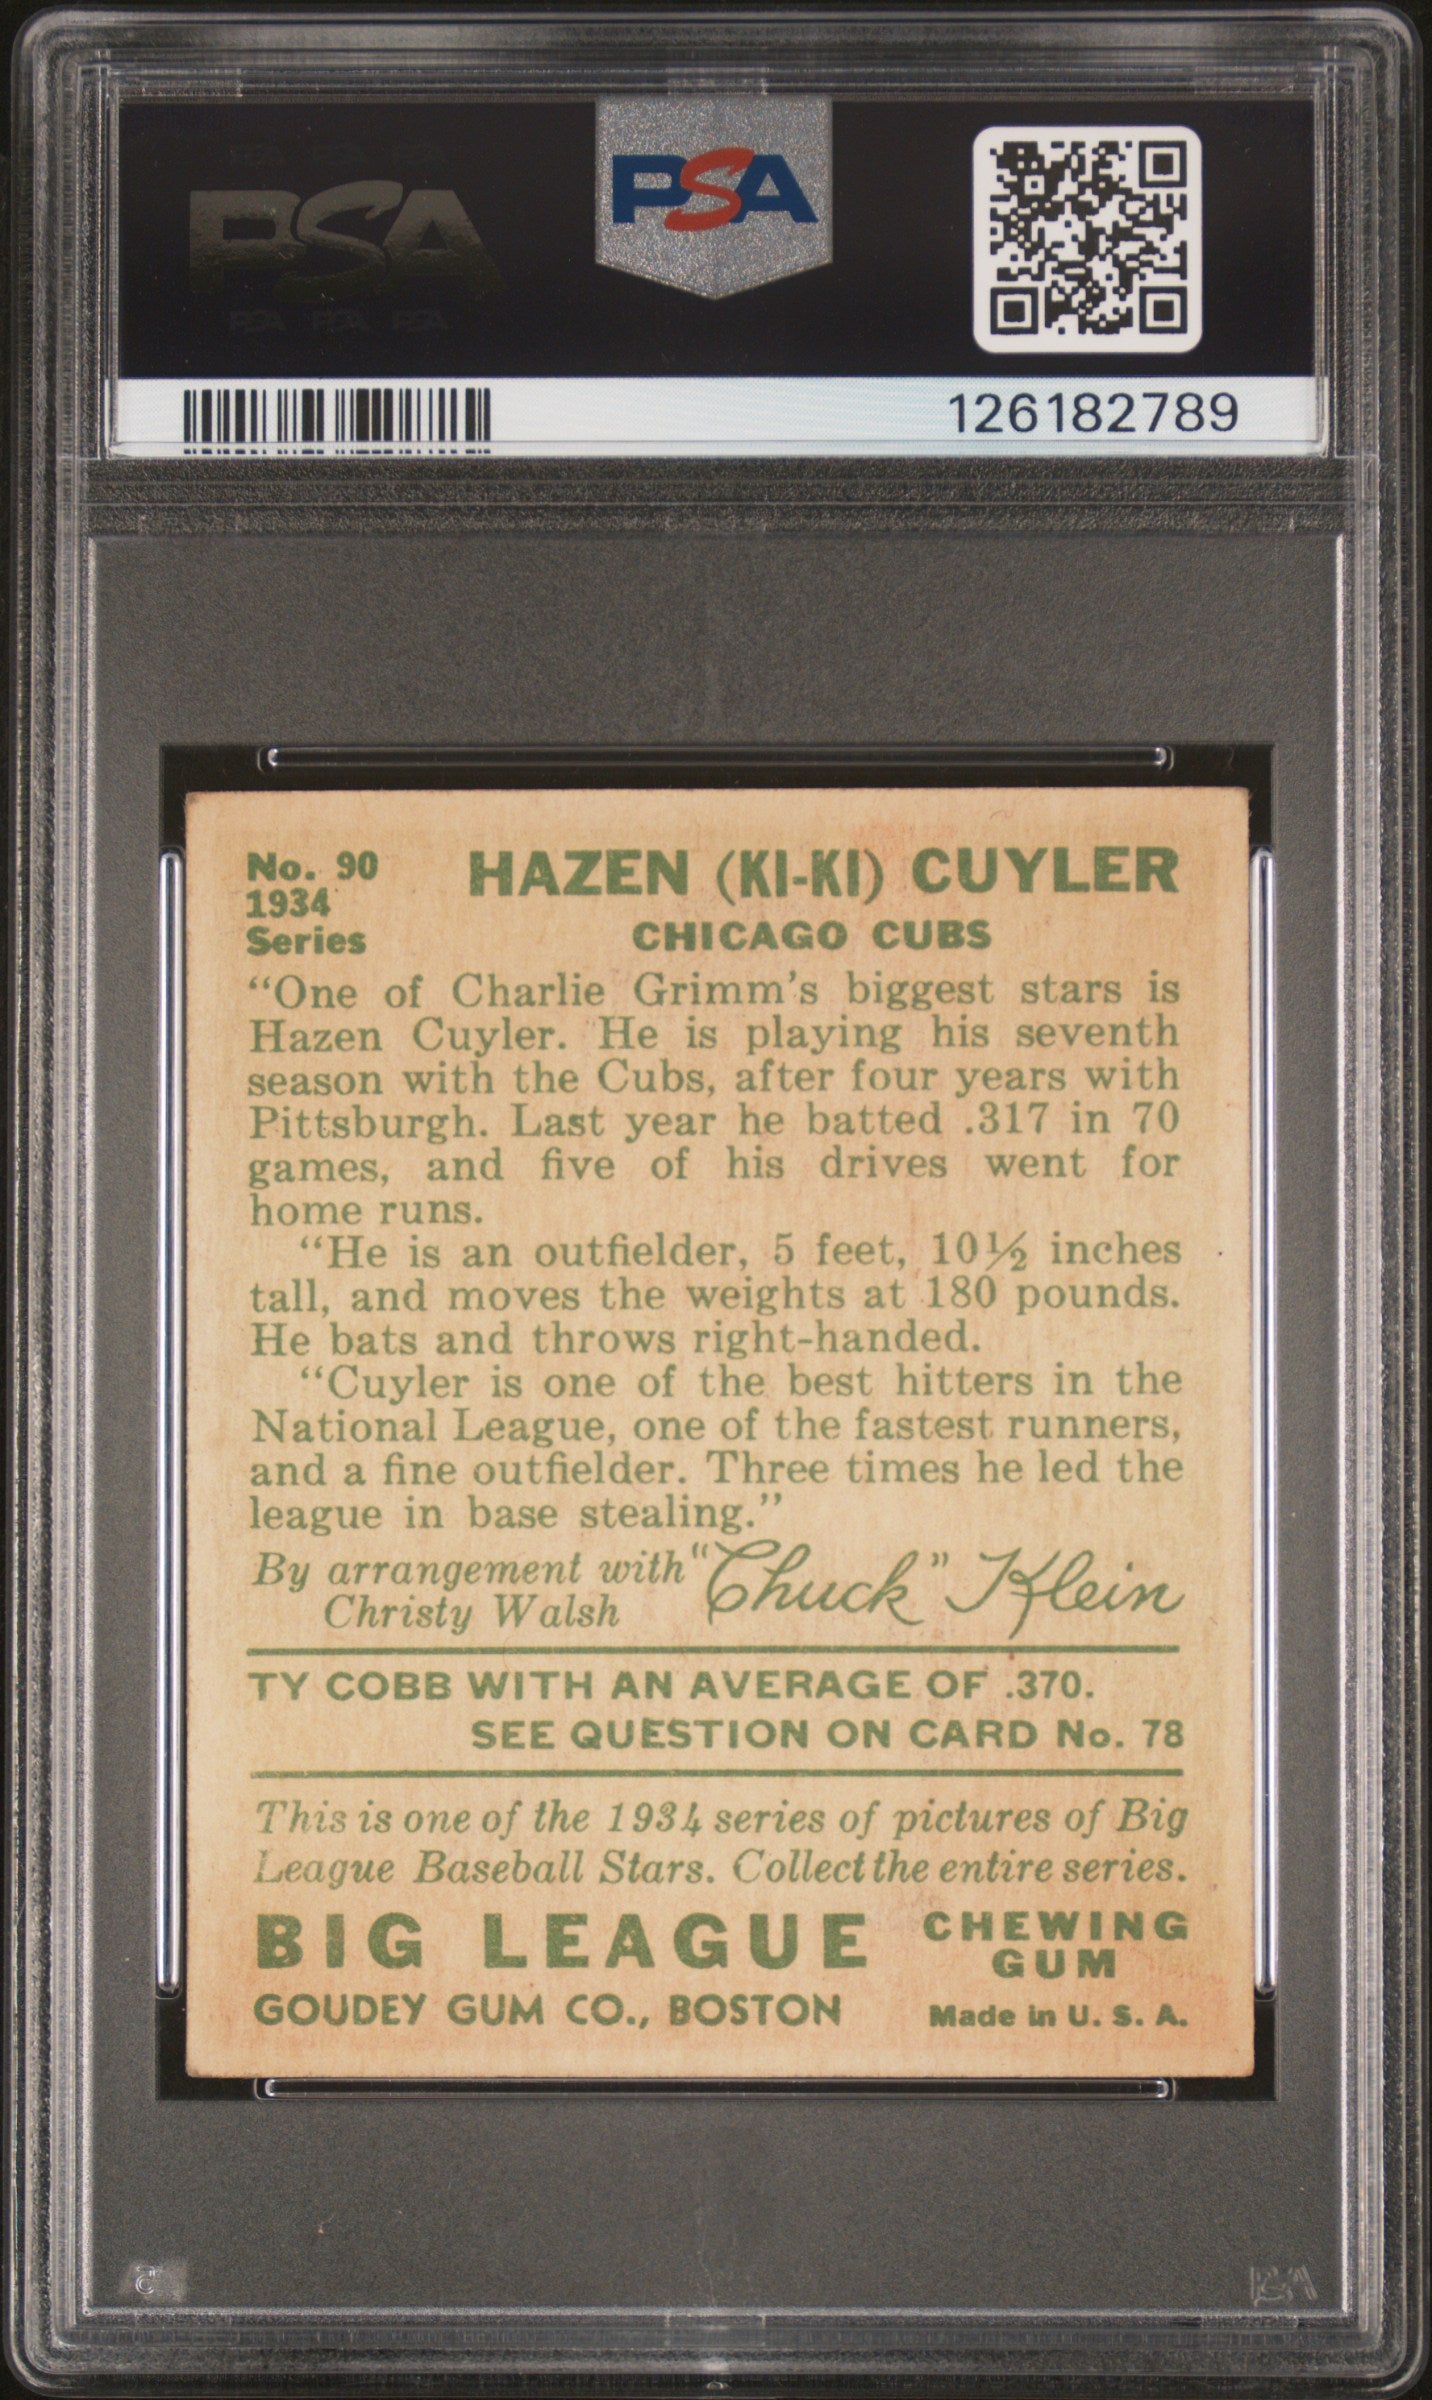 PSA
PSA
126182789
No. 90
1934
Series
HAZEN (KI-KI) CUYLER
CHICAGO CUBS
“One of Charlie Grimm's biggest stars is
Hazen Cuyler. He is playing his seventh
season with the Cubs, after four years with
Pittsburgh. Last year he batted .317 in 70
games, and five of his drives went for
home runs.
“He is an outfielder, 5 feet, 10½ inches
tall, and moves the weights at 180 pounds.
He bats and throws right-handed.
“Cuyler is one of the best hitters in the
National League, one of the fastest runners,
and a fine outfielder. Three times he led the
league in base stealing.”
By arrangement with
Christy Walsh
“Chuck” Klein
TY COBB WITH AN AVERAGE OF .370.
SEE QUESTION ON CARD No. 78
This is one of the 1934 series of pictures of Big
League Baseball Stars. Collect the entire series.
BIG LEAGUE
CHEWING
GUM
GOUDEY GUM CO., BOSTON
Made in U. S. A.